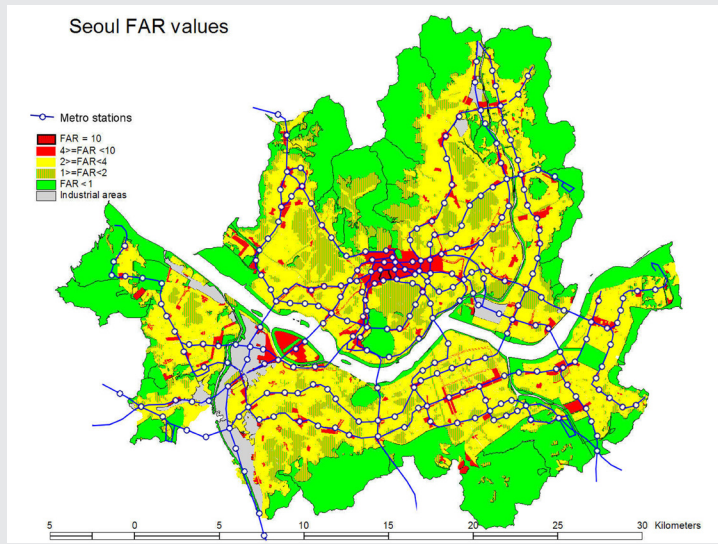 Seoul FAR values
Metro stations
FAR = 10
4>=FAR <10
2>=FAR<4
1>=FAR<2
FAR <1
Industrial areas
5 0 5 10 15 20 25 30 Kilometers